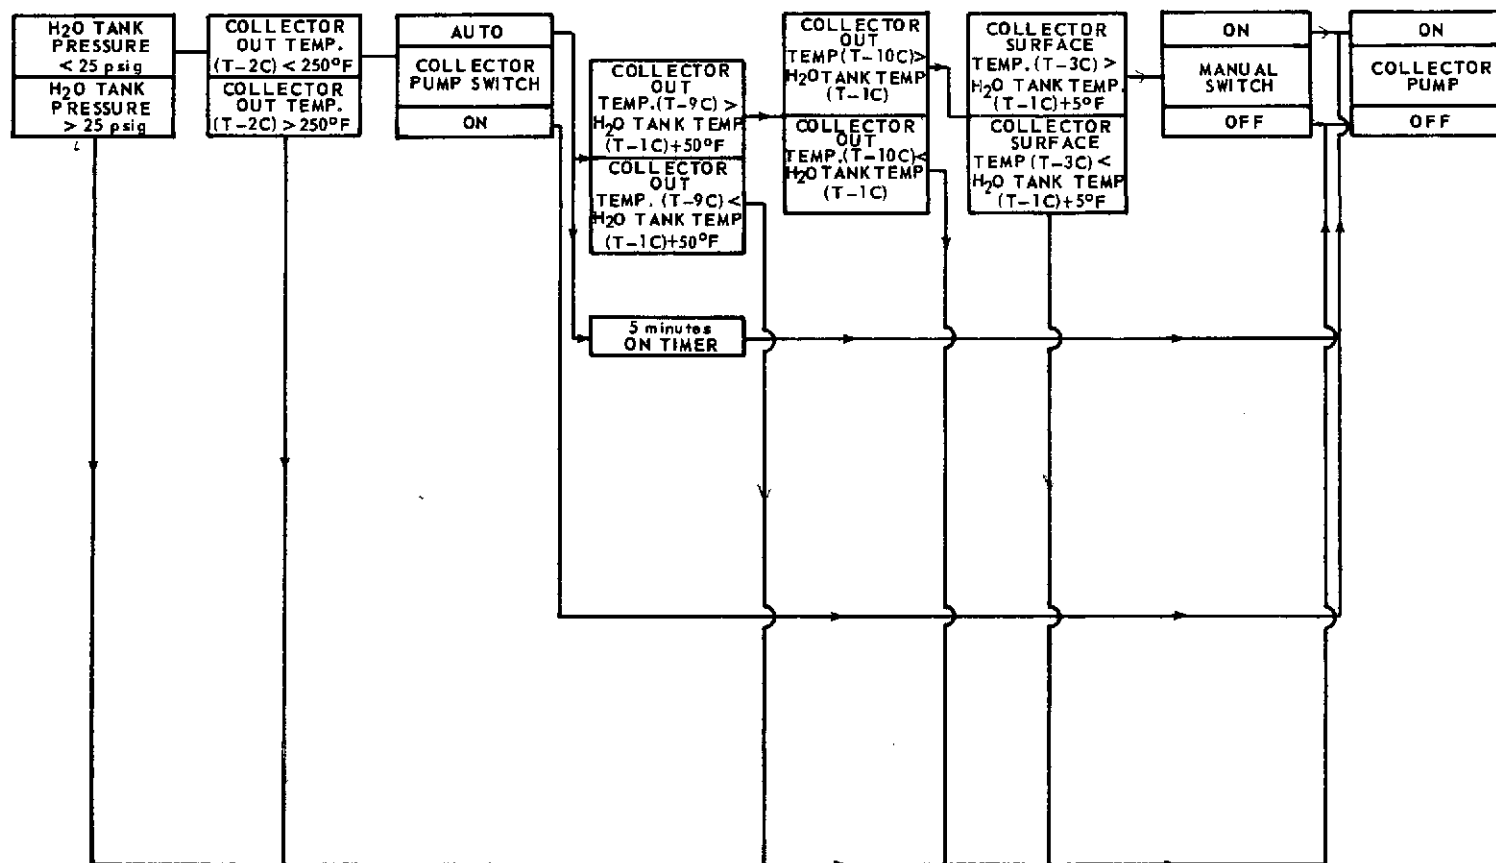 H2O TANK
PRESSURE
< 25 psig
H2O TANK
PRESSURE
> 25 psig
COLLECTOR
OUT TEMP.
(T-2C) < 250°F
COLLECTOR
OUT TEMP.
(T-2C) > 250°F
AUTO
COLLECTOR
PUMP SWITCH
ON
COLLECTOR
OUT
TEMP.(T-9C) >
H2O TANK TEMP
(T-1C)+50°F
COLLECTOR
OUT
TEMP. (T-9C) <
H2O TANK TEMP
(T-1C)+50°F
5 minutes
ON TIMER
COLLECTOR
OUT
TEMP(T-10C)>
H2O TANK TEMP
(T-1C)
COLLECTOR
OUT
TEMP.(T-10C)<
H2O TANK TEMP
(T-1C)
COLLECTOR
SURFACE
TEMP.(T-3C) >
H2O TANK TEMP.
(T-1C)+5°F
COLLECTOR
SURFACE
TEMP(T-3C) <
H2O TANK TEMP
(T-1C)+5°F
ON
MANUAL
SWITCH
OFF
ON
COLLECTOR
PUMP
OFF